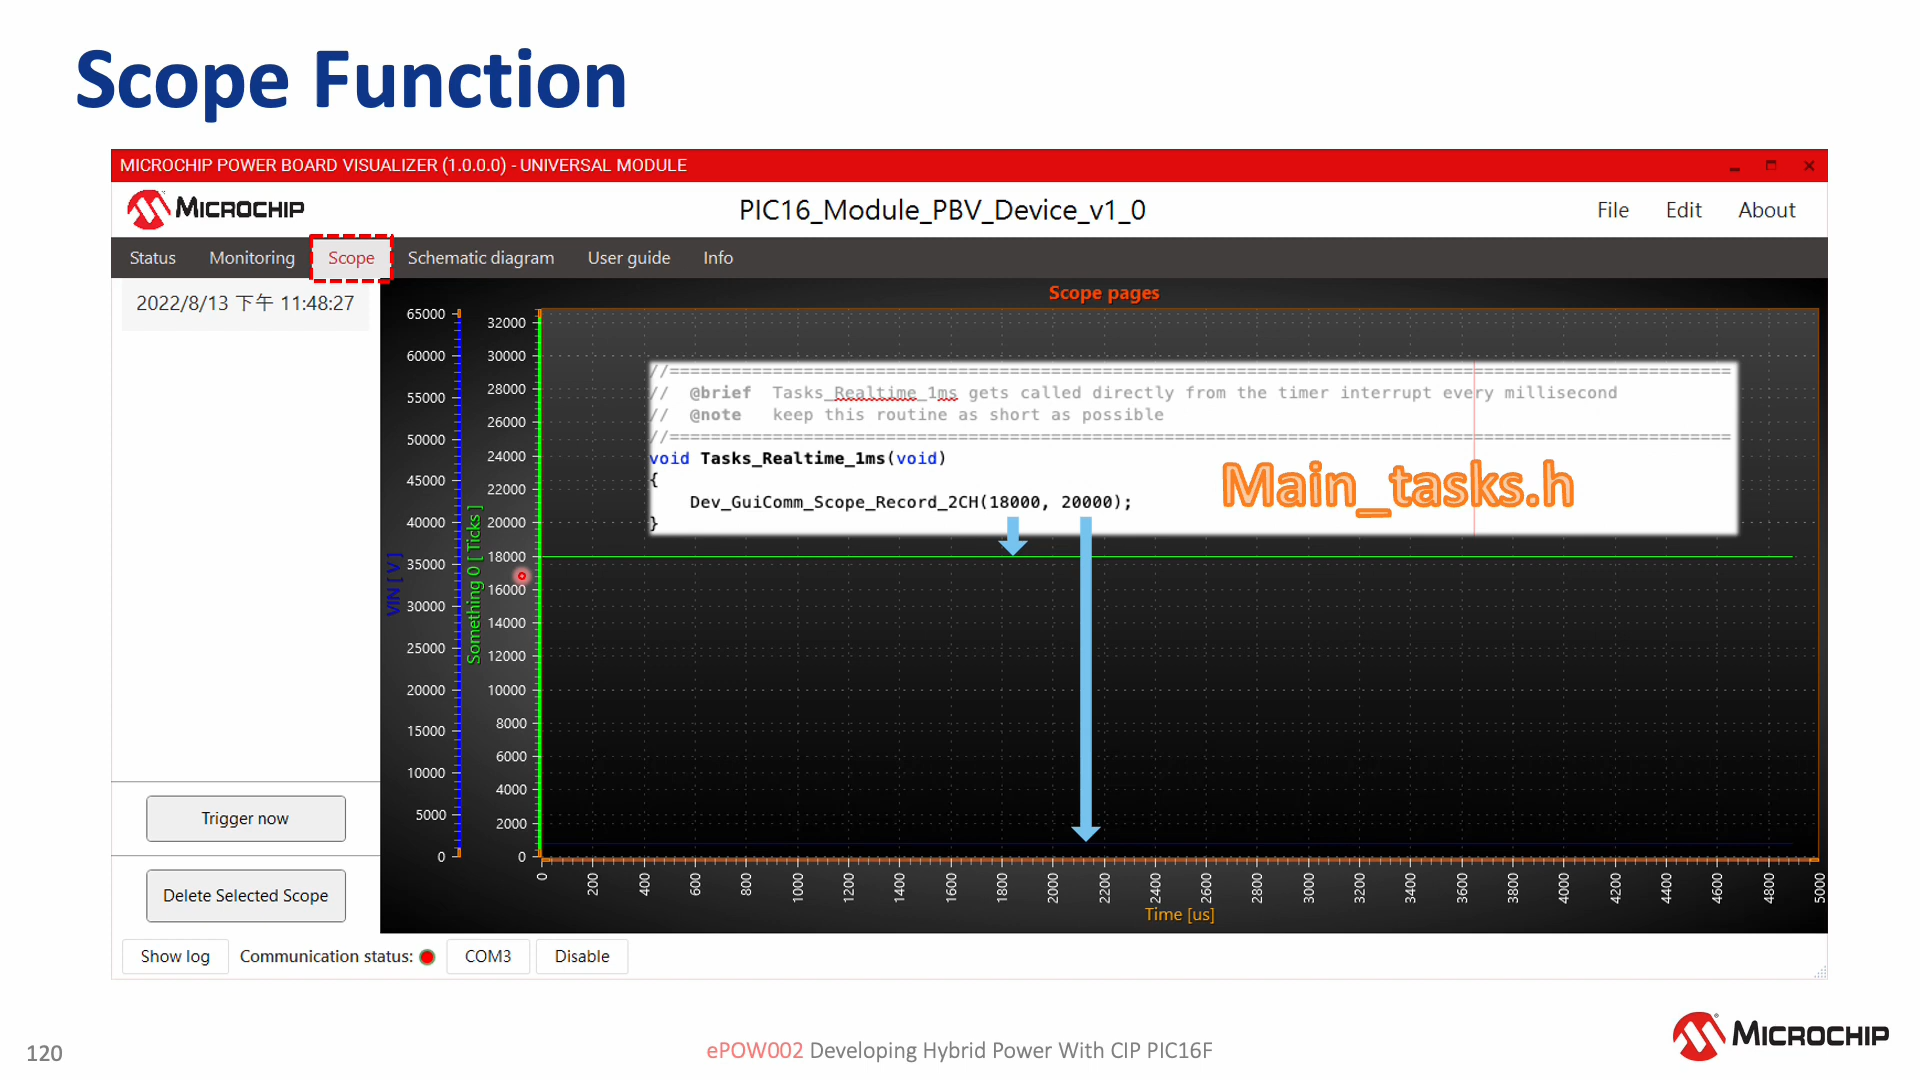 Scope Function
MICROCHIP POWER BOARD VISUALIZER (1.0.0.0) - UNIVERSAL MODULE
MICROCHIP
PIC16_Module_PBV_Device_v1_0
File Edit About
Status Monitoring Scope Schematic diagram User guide Info
2022/8/13 下午 11:48:27
Scope pages
65000
60000
55000
50000
45000
40000
35000
30000
25000
20000
15000
10000
5000
0
VIN [ V ]
32000
30000
28000
26000
24000
22000
20000
18000
16000
14000
12000
10000
8000
6000
4000
2000
0
Something 0 [ Ticks ]
//=======================================================================================================
// @brief Tasks_Realtime_1ms gets called directly from the timer interrupt every millisecond
// @note keep this routine as short as possible
//=======================================================================================================
void Tasks_Realtime_1ms(void)
{
Dev_GuiComm_Scope_Record_2CH(18000, 20000);
}
Main_tasks.h
0 200 400 600 800 1000 1200 1400 1600 1800 2000 2200 2400 2600 2800 3000 3200 3400 3600 3800 4000 4200 4400 4600 4800 5000
Time [us]
Trigger now
Delete Selected Scope
Show log Communication status: COM3 Disable
120
ePOW002 Developing Hybrid Power With CIP PIC16F
MICROCHIP